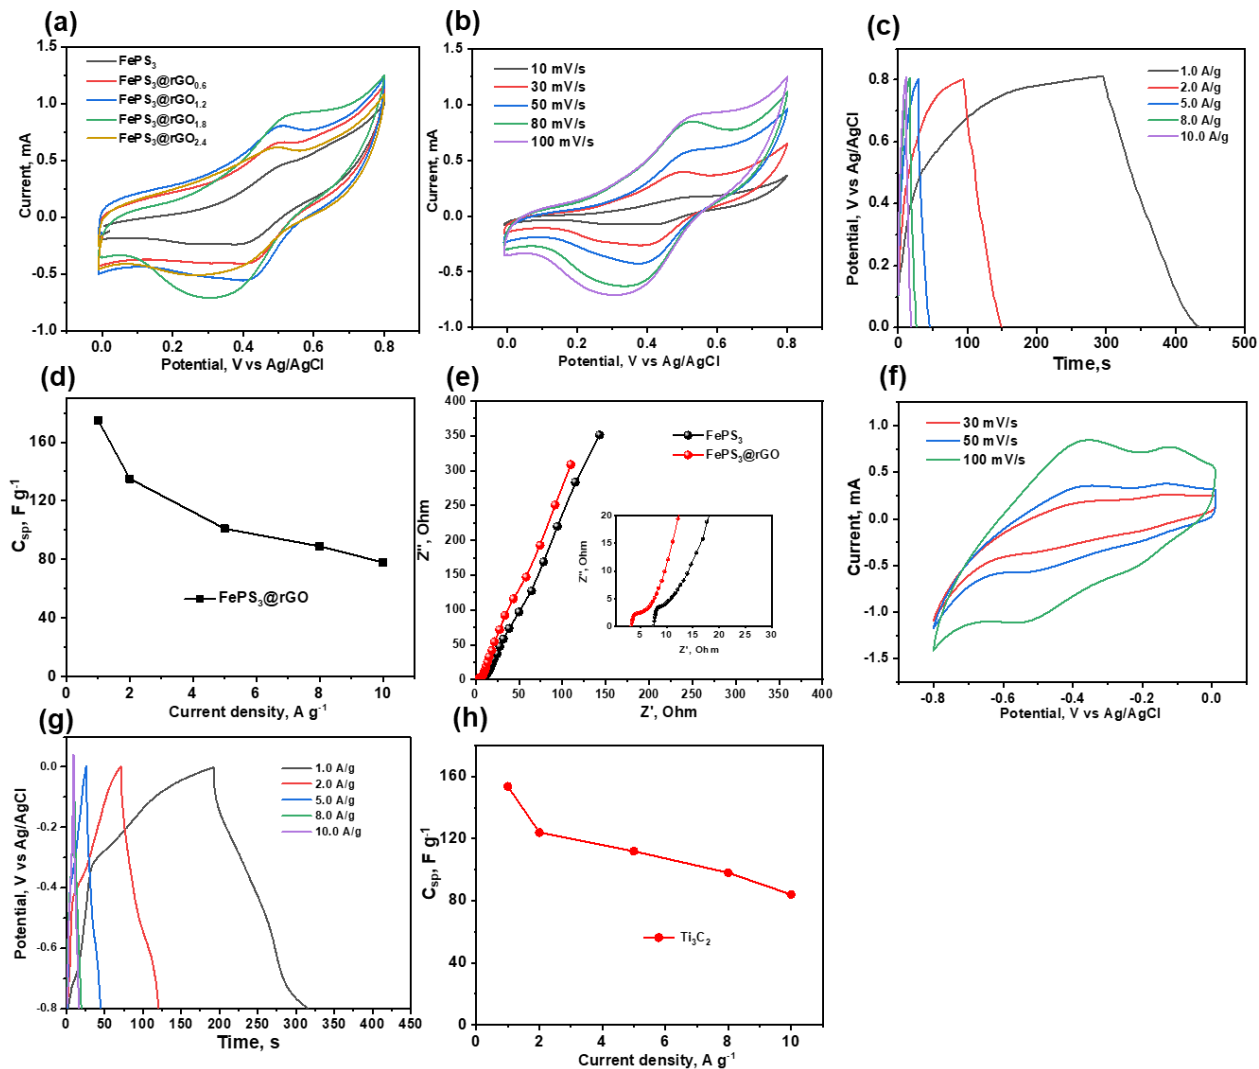 (a)
FePS₃
FePS₃@rGO₀.₆
FePS₃@rGO₁.₂
FePS₃@rGO₁.₈
FePS₃@rGO₂.₄
1.5
1.0
0.5
0.0
-0.5
-1.0
Current, mA
0.0 0.2 0.4 0.6 0.8
Potential, V vs Ag/AgCl
(b)
10 mV/s
30 mV/s
50 mV/s
80 mV/s
100 mV/s
1.5
1.0
0.5
0.0
-0.5
-1.0
Current, mA
0.0 0.2 0.4 0.6 0.8
Potential, V vs Ag/AgCl
(c)
1.0 A/g
2.0 A/g
5.0 A/g
8.0 A/g
10.0 A/g
1.0
0.8
0.6
0.4
0.2
0.0
Potential, V vs Ag/AgCl
0 100 200 300 400 500
Time,s
(d)
160
120
80
40
0
Cₛₚ, F g⁻¹
FePS₃@rGO
0 2 4 6 8 10
Current density, A g⁻¹
(e)
400
350
300
250
200
150
100
50
0
Z'', Ohm
FePS₃
FePS₃@rGO
20
15
10
5
0
Z'', Ohm
5 10 15 20 25 30
Z', Ohm
0 50 100 150 200 250 300 350 400
Z', Ohm
(f)
30 mV/s
50 mV/s
100 mV/s
1.0
0.5
0.0
-0.5
-1.0
-1.5
Current, mA
-0.8 -0.6 -0.4 -0.2 0.0
Potential, V vs Ag/AgCl
(g)
1.0 A/g
2.0 A/g
5.0 A/g
8.0 A/g
10.0 A/g
0.0
-0.2
-0.4
-0.6
-0.8
Potential, V vs Ag/AgCl
0 50 100 150 200 250 300 350 400 450
Time, s
(h)
160
120
80
40
0
Cₛₚ, F g⁻¹
Ti₃C₂
0 2 4 6 8 10
Current density, A g⁻¹